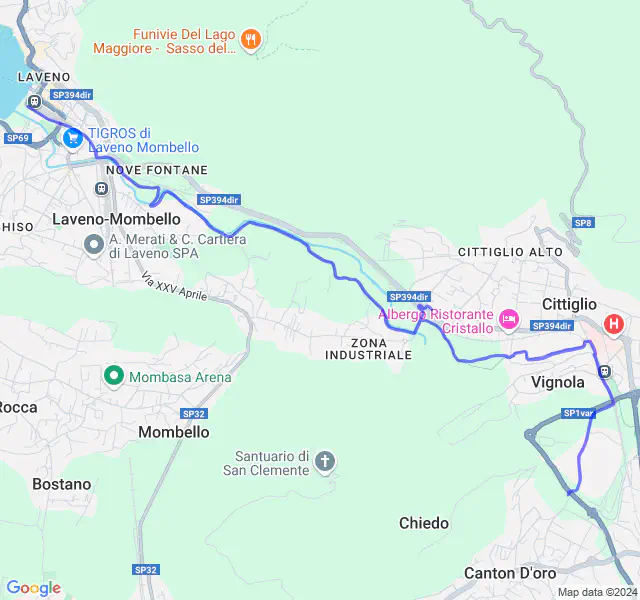 Funivie Del Lago
Maggiore - Sasso del...
LAVENO
SP394dir
SP69
TIGROS di
Laveno Mombello
NOVE FONTANE
SP394dir
Laveno-Mombello
SP8
HISO
A. Merati & C. Cartiera
di Laveno SPA
CITTIGLIO ALTO
Via XXV Aprile
SP394dir
Cittiglio
Albergo Ristorante
Cristallo
SP394dir
H
ZONA
INDUSTRIALE
Mombasa Arena
Vignola
Rocca
SP32
SP1var
Mombello
Santuario di
San Clemente
Bostano
Chiedo
SP32
Canton D'oro
Google
Map data ©2024